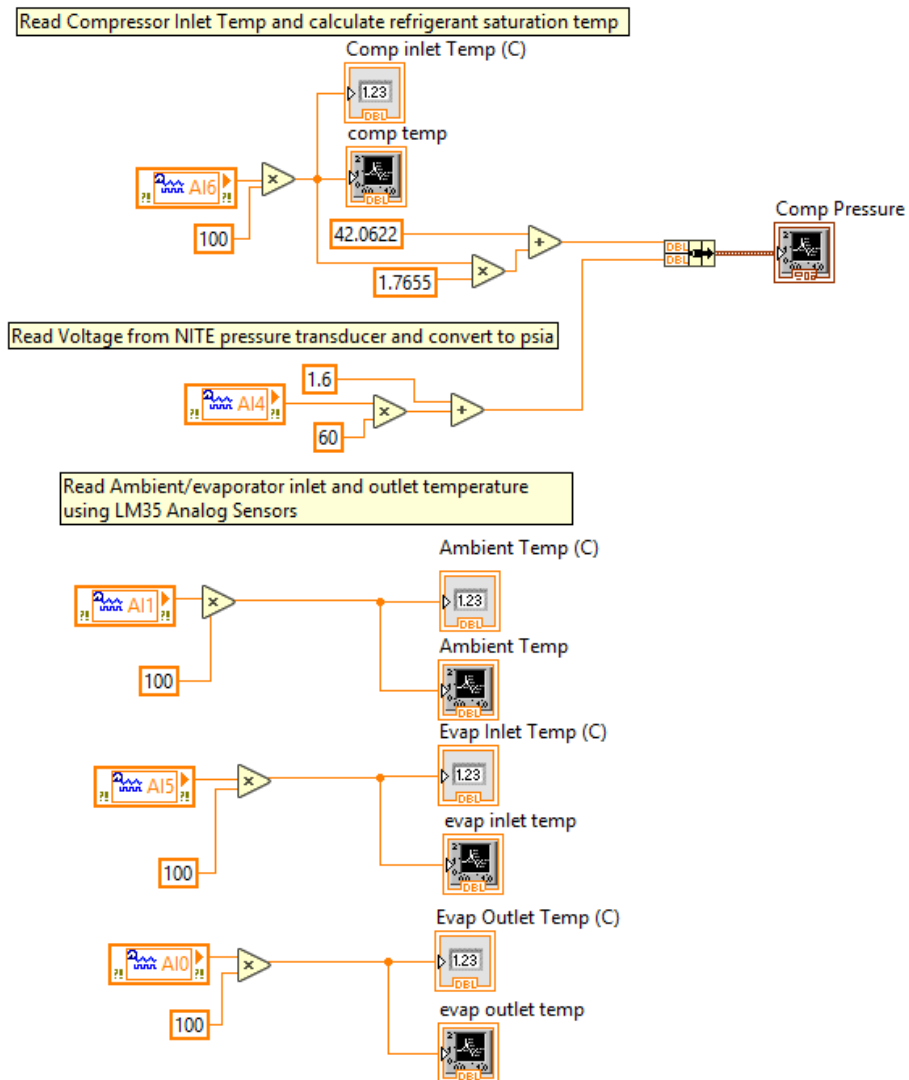 Read Compressor Inlet Temp and calculate refrigerant saturation temp
Comp inlet Temp (C)
1.23
DBL
comp temp
DBL
AI6
100
42.0622
1.7655
DBL
DBL
Comp Pressure
Read Voltage from NITE pressure transducer and convert to psia
1.6
AI4
60
Read Ambient/evaporator inlet and outlet temperature
using LM35 Analog Sensors
Ambient Temp (C)
1.23
DBL
AI1
100
Ambient Temp
DBL
Evap Inlet Temp (C)
1.23
DBL
AI5
100
evap inlet temp
DBL
Evap Outlet Temp (C)
1.23
DBL
AI0
100
evap outlet temp
DBL